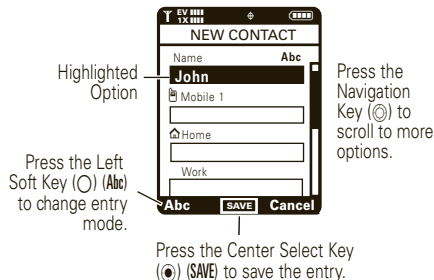 EV
1X
NEW CONTACT
Name Abc
John
Mobile 1
Home
Work
Abc SAVE Cancel
Highlighted
Option
Press the
Navigation
Key (◎) to
scroll to more
options.
Press the Left
Soft Key (○) (Abc)
to change entry
mode.
Press the Center Select Key
(◉) (SAVE) to save the entry.